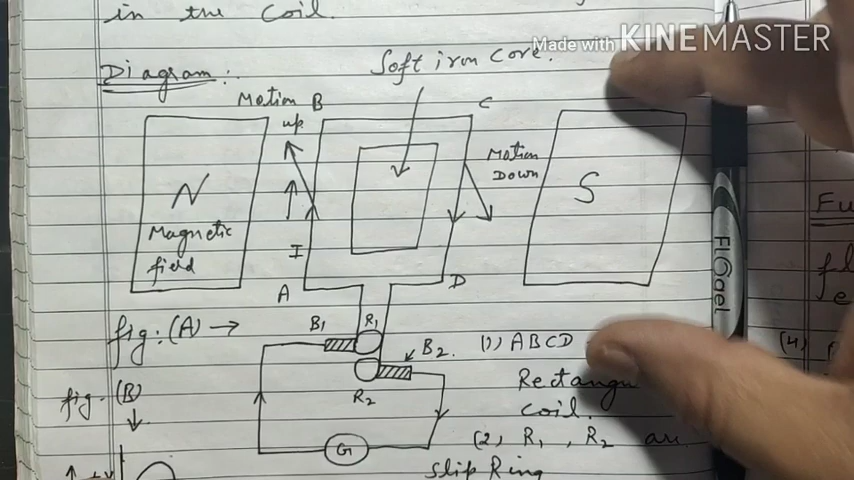 in the Coil.
Made with KINEMASTER
Diagram:
Soft iron Core.
Motion up.
B
C
Motion Down
N
Magnetic field
S
I
A
D
fig:(A) →
B1
R1
B2.
R2
G
fig. (B)
(1) ABCD
Rectangu
coil.
(2) R1, R2 are
Slip Ring
+v
Flagel
Fu
(4)